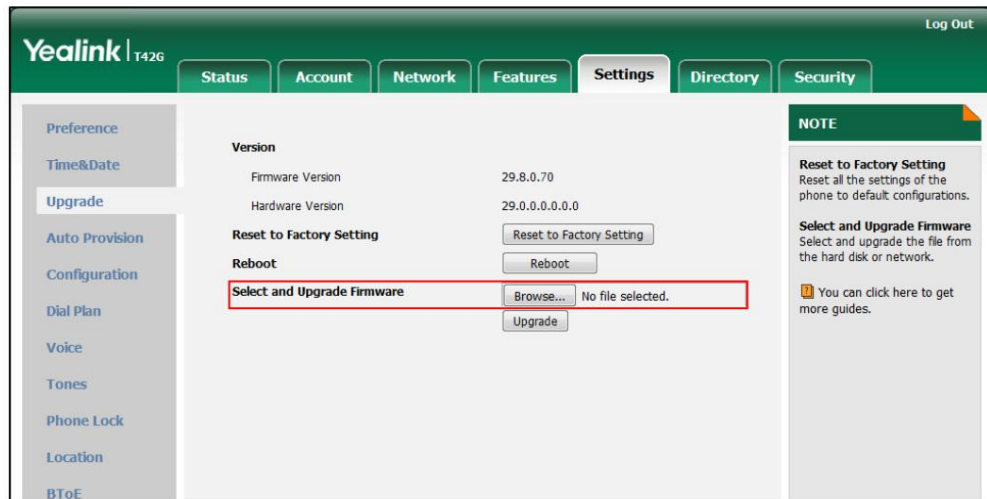 Log Out
Yealink T42G
Status Account Network Features Settings Directory Security
Preference
Time&Date
Upgrade
Auto Provision
Configuration
Dial Plan
Voice
Tones
Phone Lock
Location
BToE
Version
Firmware Version 29.8.0.70
Hardware Version 29.0.0.0.0.0.0
Reset to Factory Setting Reset to Factory Setting
Reboot Reboot
Select and Upgrade Firmware Browse... No file selected.
Upgrade
NOTE
Reset to Factory Setting
Reset all the settings of the
phone to default configurations.
Select and Upgrade Firmware
Select and upgrade the file from
the hard disk or network.
You can click here to get
more guides.